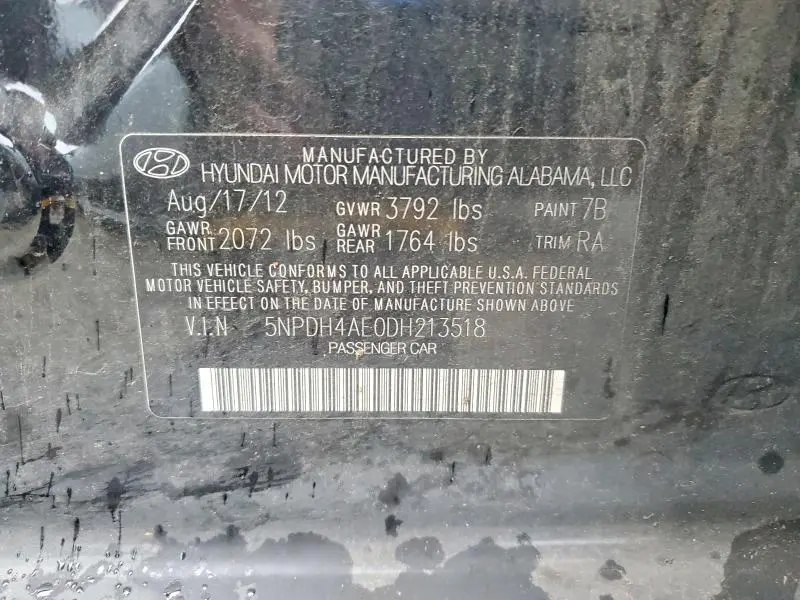 MANUFACTURED BY
HYUNDAI MOTOR MANUFACTURING ALABAMA, LLC
Aug/17/12 GVWR 3792 lbs PAINT 7B
GAWR FRONT 2072 lbs GAWR REAR 1764 lbs TRIM RA
THIS VEHICLE CONFORMS TO ALL APPLICABLE U.S.A. FEDERAL
MOTOR VEHICLE SAFETY, BUMPER, AND THEFT PREVENTION STANDARDS
IN EFFECT ON THE DATE OF MANUFACTURE SHOWN ABOVE
V.I.N 5NPDH4AE0DH213518
PASSENGER CAR